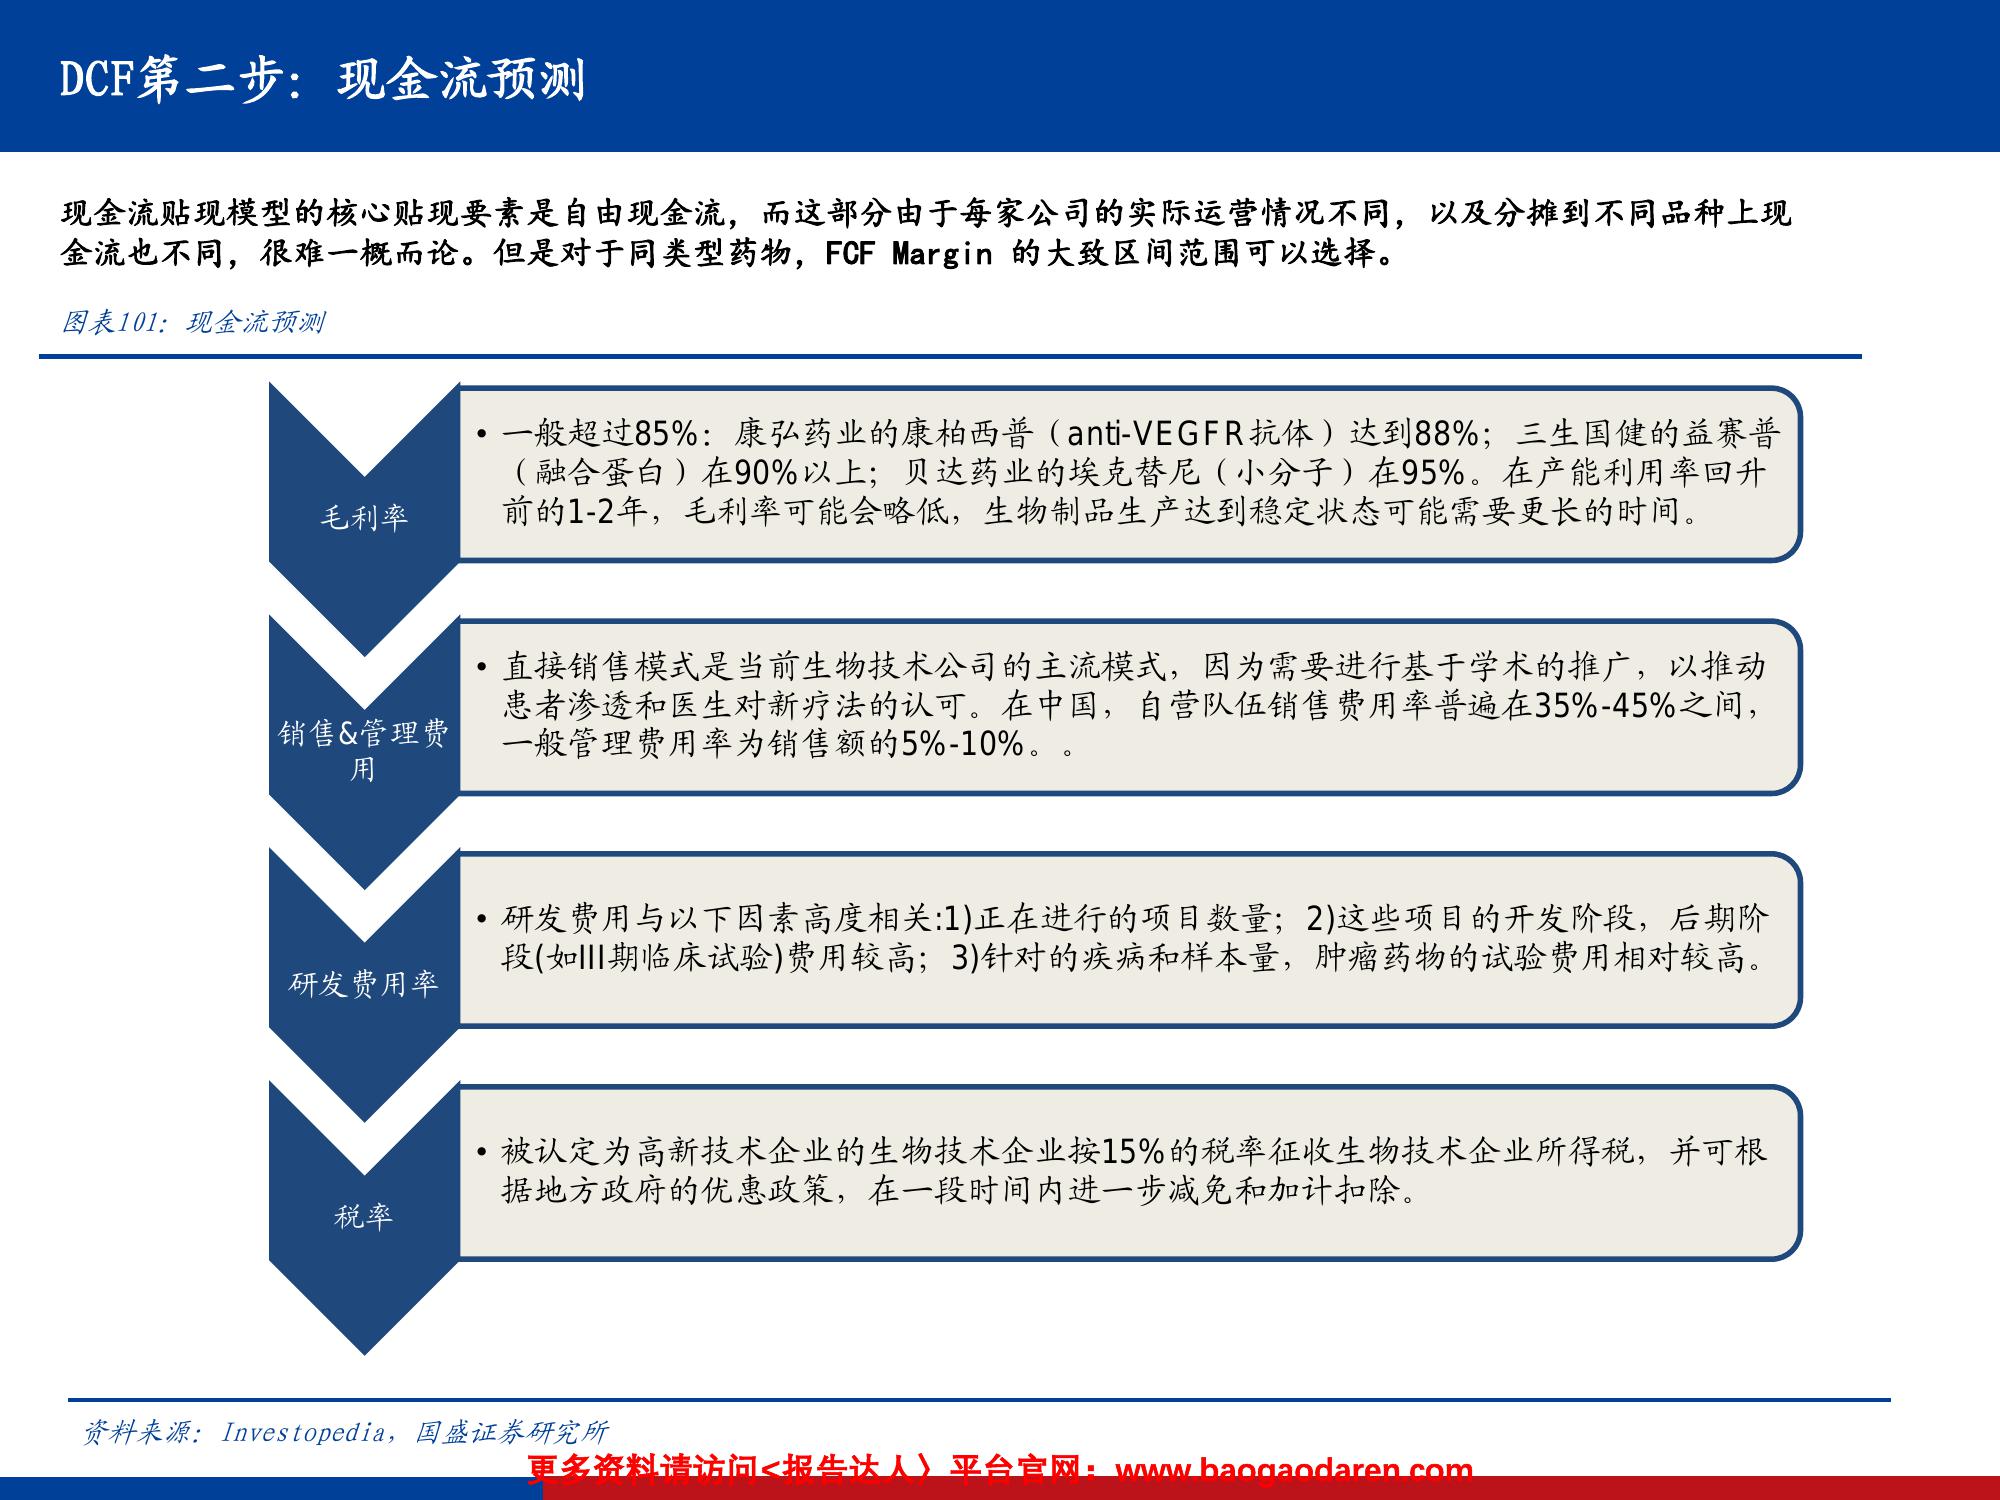 DCF第二步：现金流预测
现金流贴现模型的核心贴现要素是自由现金流，而这部分由于每家公司的实际运营情况不同，以及分摊到不同品种上现
金流也不同，很难一概而论。但是对于同类型药物，FCF Margin 的大致区间范围可以选择。
图表101：现金流预测
毛利率
• 一般超过85%：康弘药业的康柏西普（anti-VEGFR抗体）达到88%；三生国健的益赛普
（融合蛋白）在90%以上；贝达药业的埃克替尼（小分子）在95%。在产能利用率回升
前的1-2年，毛利率可能会略低，生物制品生产达到稳定状态可能需要更长的时间。
销售&管理费
用
• 直接销售模式是当前生物技术公司的主流模式，因为需要进行基于学术的推广，以推动
患者渗透和医生对新疗法的认可。在中国，自营队伍销售费用率普遍在35%-45%之间，
一般管理费用率为销售额的5%-10%。。
研发费用率
• 研发费用与以下因素高度相关:1)正在进行的项目数量；2)这些项目的开发阶段，后期阶
段(如III期临床试验)费用较高；3)针对的疾病和样本量，肿瘤药物的试验费用相对较高。
税率
• 被认定为高新技术企业的生物技术企业按15%的税率征收生物技术企业所得税，并可根
据地方政府的优惠政策，在一段时间内进一步减免和加计扣除。
资料来源：Investopedia，国盛证券研究所
更多资料请访问<报告达人〉平台官网：www.baogaodaren.com